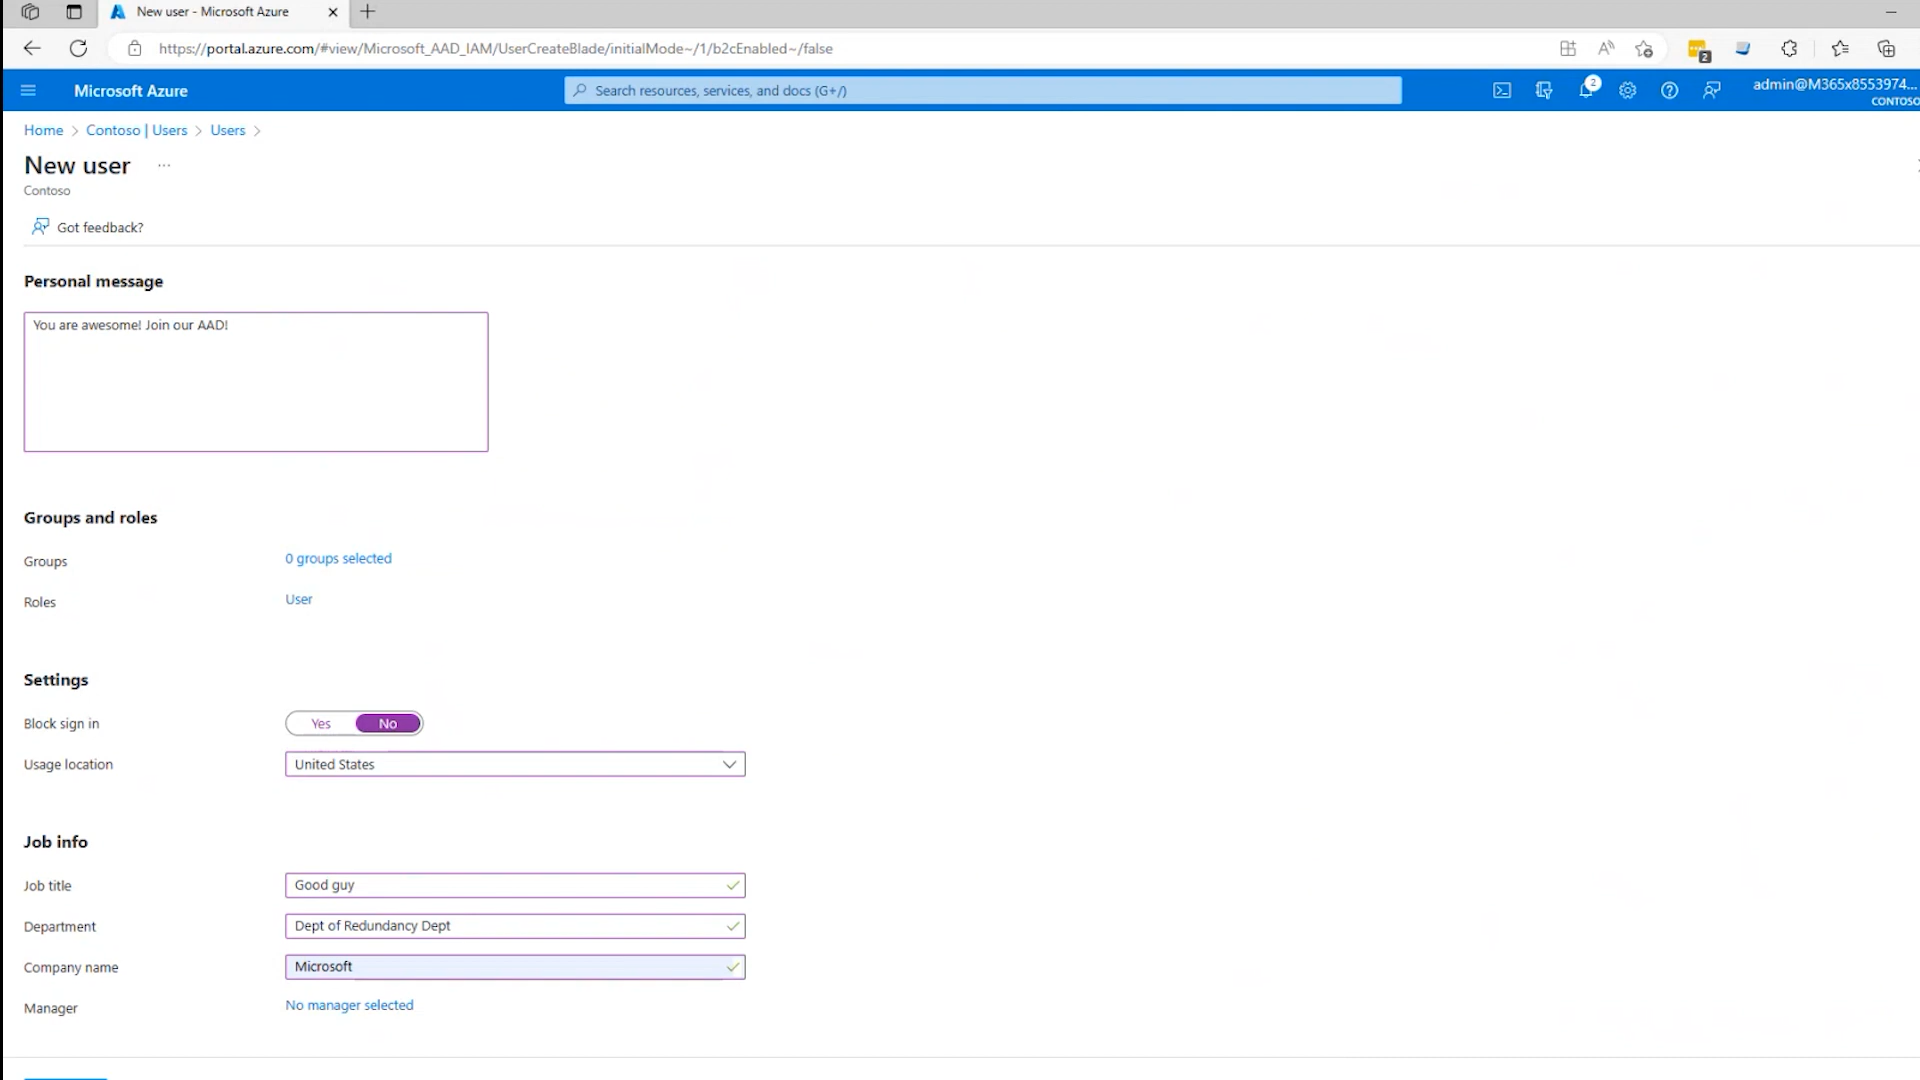 New user - Microsoft Azure
https://portal.azure.com/#view/Microsoft_AAD_IAM/UserCreateBlade/initialMode~/1/b2cEnabled~/false
2
Microsoft Azure
Search resources, services, and docs (G+/)
2
admin@M365x8553974...
CONTOSO
Home > Contoso | Users > Users >
New user ...
Contoso
Got feedback?
Personal message
You are awesome! Join our AAD!
Groups and roles
Groups 0 groups selected
Roles User
Settings
Block sign in Yes No
Usage location United States
Job info
Job title Good guy
Department Dept of Redundancy Dept
Company name Microsoft
Manager No manager selected